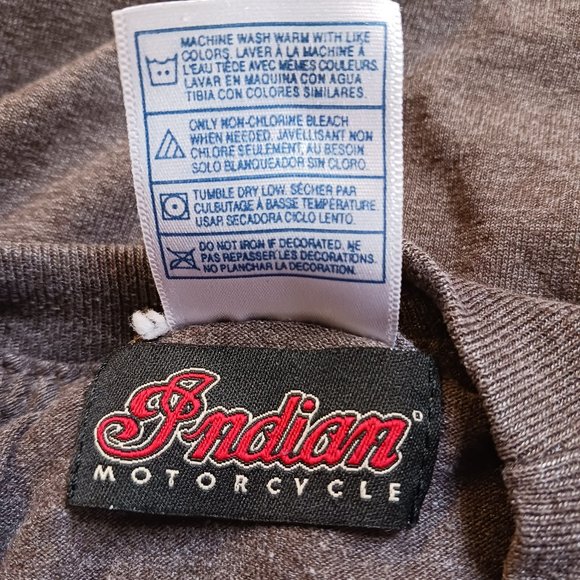 MACHINE WASH WARM WITH LIKE
COLORS. LAVER À LA MACHINE À
L'EAU TIÈDE AVEC MÊMES COULEURS.
LAVAR EN MAQUINA CON AGUA
TIBIA CON COLORES SIMILARES.
ONLY NON-CHLORINE BLEACH
WHEN NEEDED. JAVELLISANT NON
CHLORE SEULEMENT, AU BESOIN
SOLO BLANQUEADOR SIN CLORO.
TUMBLE DRY LOW. SÉCHER PAR
CULBUTAGE À BASSE TEMPÉRATURE
USAR SECADORA CICLO LENTO.
DO NOT IRON IF DECORATED. NE
PAS REPASSER LES DECORATIONS.
NO PLANCHAR LA DECORACION.
Indian
MOTORCYCLE